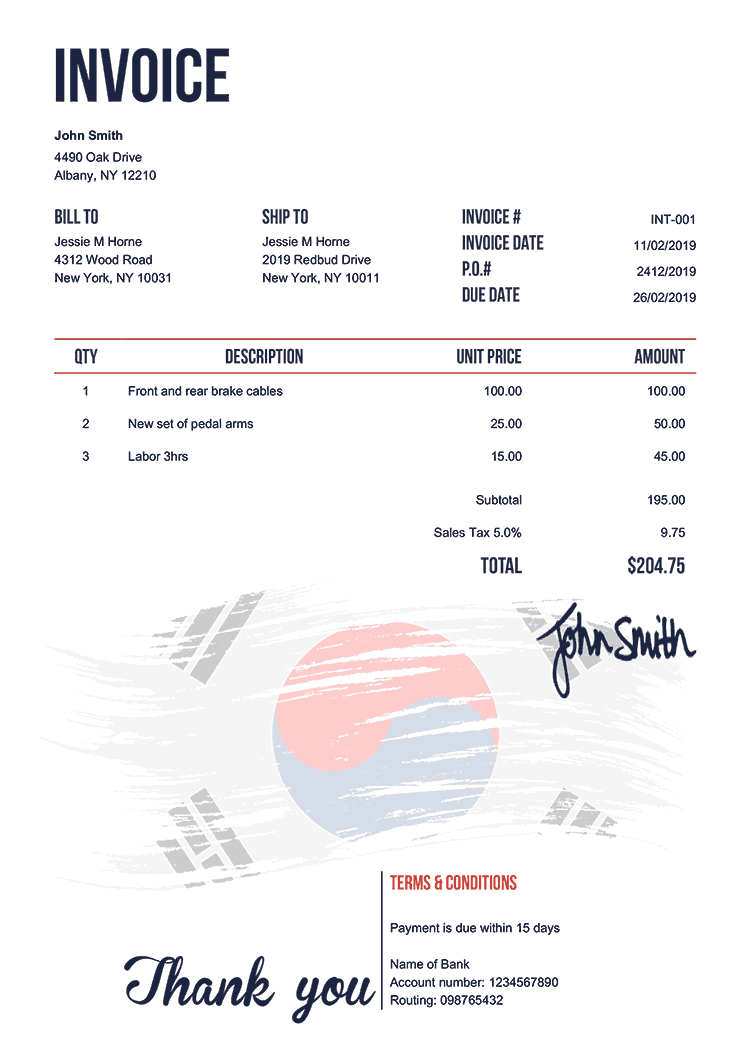 INVOICE
John Smith
4490 Oak Drive
Albany, NY 12210
BILL TO
Jessie M Horne
4312 Wood Road
New York, NY 10031
SHIP TO
Jessie M Horne
2019 Redbud Drive
New York, NY 10011
INVOICE # INT-001
INVOICE DATE 11/02/2019
P.O.# 2412/2019
DUE DATE 26/02/2019
QTY DESCRIPTION UNIT PRICE AMOUNT
1 Front and rear brake cables 100.00 100.00
2 New set of pedal arms 25.00 50.00
3 Labor 3hrs 15.00 45.00
Subtotal 195.00
Sales Tax 5.0% 9.75
TOTAL $204.75
John Smith
TERMS & CONDITIONS
Payment is due within 15 days
Name of Bank
Account number: 1234567890
Routing: 098765432
Thank you